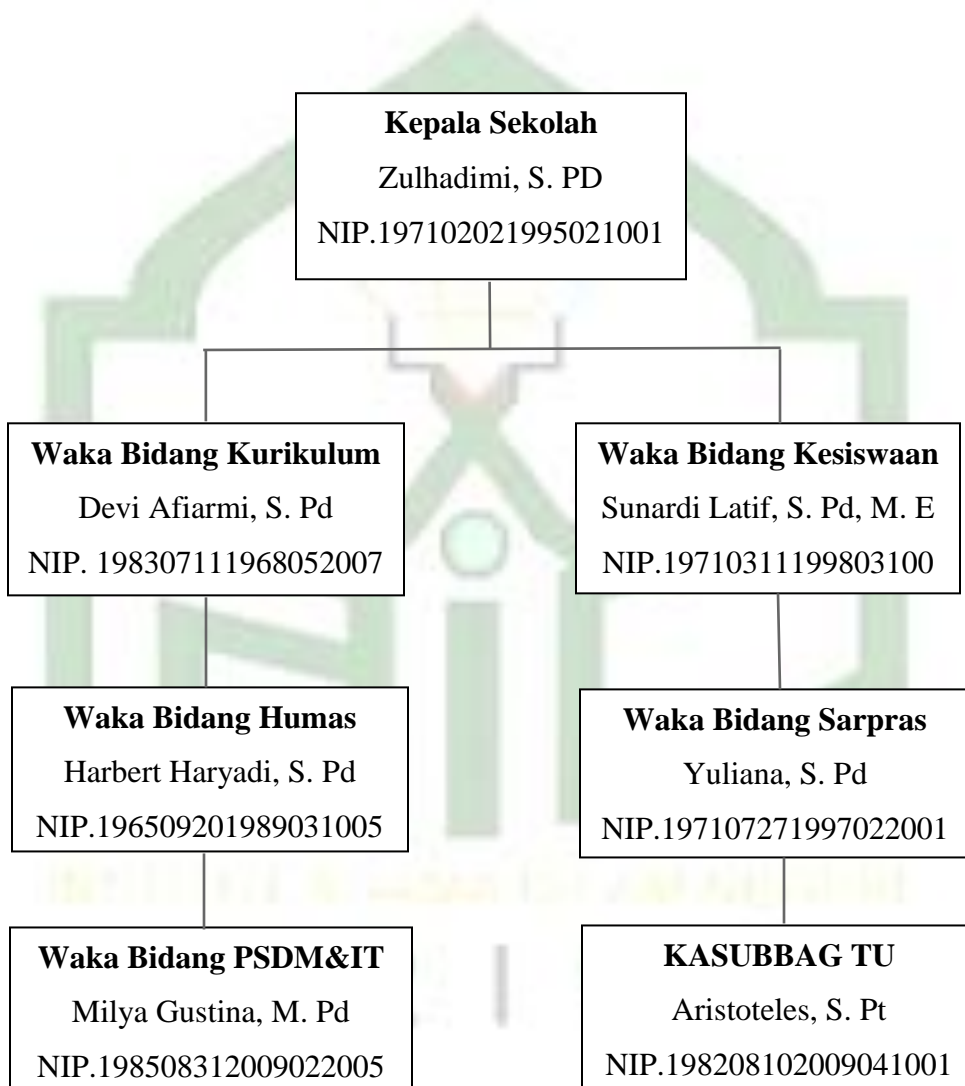 Kepala Sekolah
Zulhadimi, S. PD
NIP.197102021995021001
Waka Bidang Kurikulum
Devi Afiarmi, S. Pd
NIP. 198307111968052007
Waka Bidang Kesiswaan
Sunardi Latif, S. Pd, M. E
NIP.19710311199803100
Waka Bidang Humas
Harbert Haryadi, S. Pd
NIP.196509201989031005
Waka Bidang Sarpras
Yuliana, S. Pd
NIP.197107271997022001
Waka Bidang PSDM&IT
Milya Gustina, M. Pd
NIP.198508312009022005
KASUBBAG TU
Aristoteles, S. Pt
NIP.198208102009041001